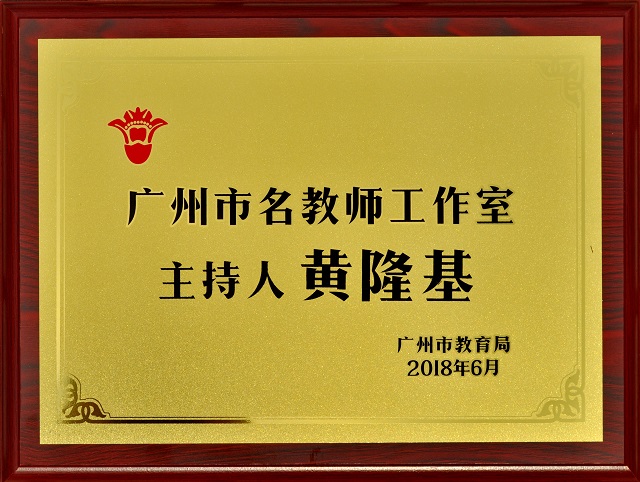 广州市名教师工作室
主持人 黄隆基
广州市教育局
2018年6月